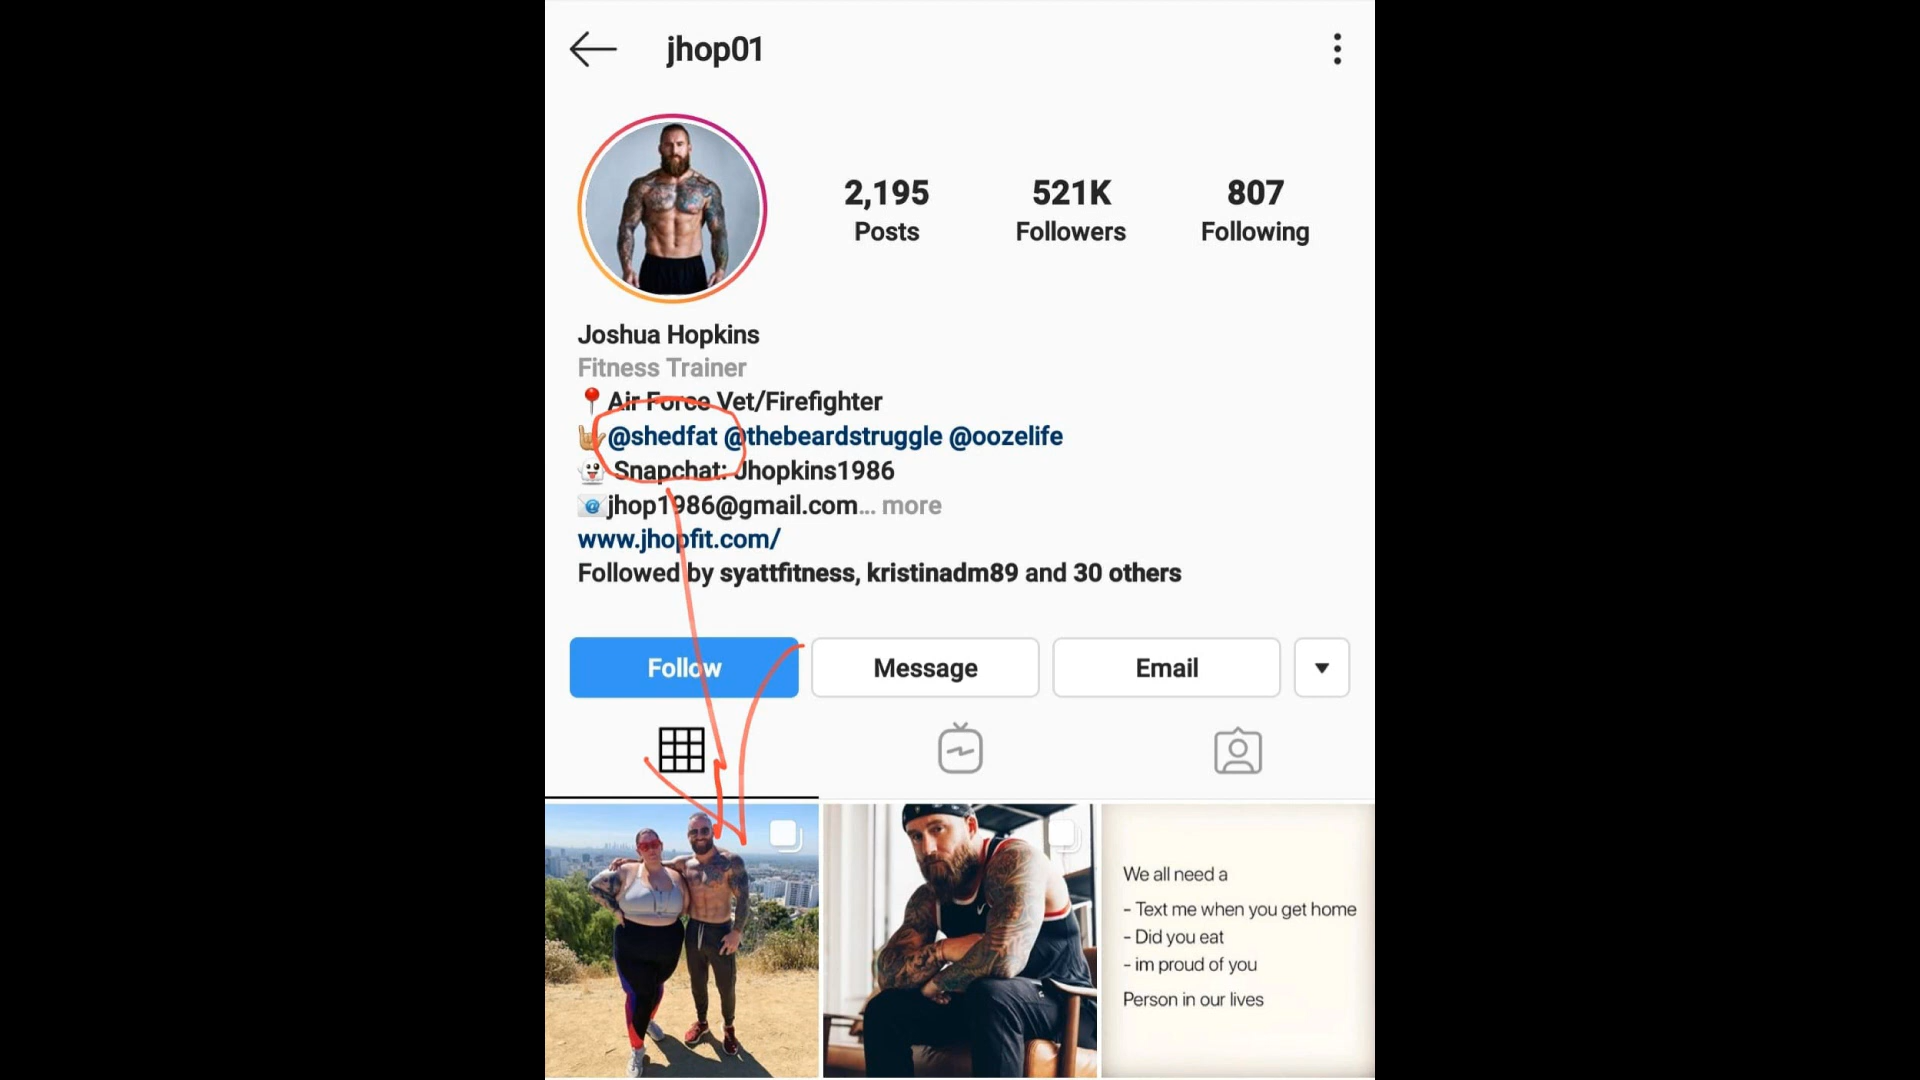 jhop01
2,195 521K 807
Posts Followers Following
Joshua Hopkins
Fitness Trainer
Air Force Vet/Firefighter
@shedfat @thebeardstruggle @oozelife
Snapchat: Jhopkins1986
jhop1986@gmail.com... more
www.jhopfit.com/
Followed by syattfitness, kristinadm89 and 30 others
Follow Message Email
We all need a
- Text me when you get home
- Did you eat
- im proud of you
Person in our lives